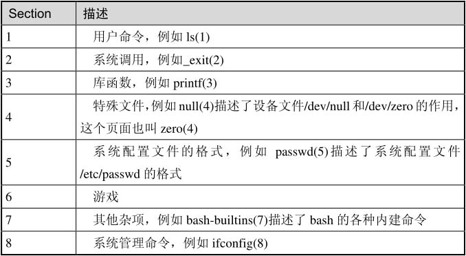 Section 描述
1 用户命令，例如 ls(1)
2 系统调用，例如_exit(2)
3 库函数，例如 printf(3)
4 特殊文件，例如 null(4)描述了设备文件/dev/null 和/dev/zero 的作用，
这个页面也叫 zero(4)
5 系统配置文件的格式，例如 passwd(5)描述了系统配置文件
/etc/passwd 的格式
6 游戏
7 其他杂项，例如 bash-builtins(7)描述了 bash 的各种内建命令
8 系统管理命令，例如 ifconfig(8)